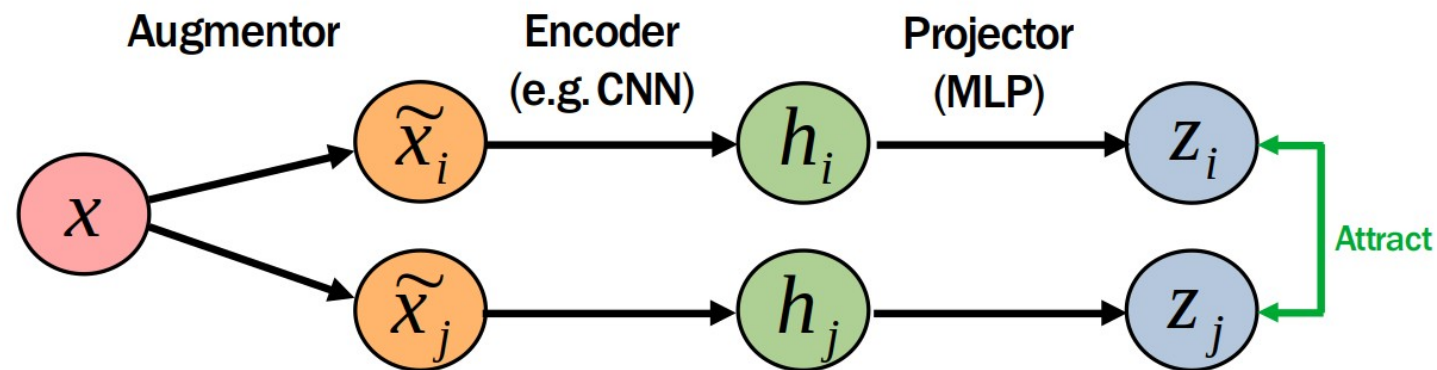 Augmentor
Encoder
(e.g. CNN)
Projector
(MLP)
x
x̃ᵢ
hᵢ
zᵢ
Attract
x̃ⱼ
hⱼ
zⱼ